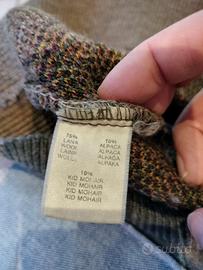 75% 15%
LANA ALPACA
WOOL ALPACA
LAINE ALPAGA
WOLLE ALPAKA
10%
KID MOHAIR
KID MOHAIR
KID MOHAIR
KID MOHAIR
subito